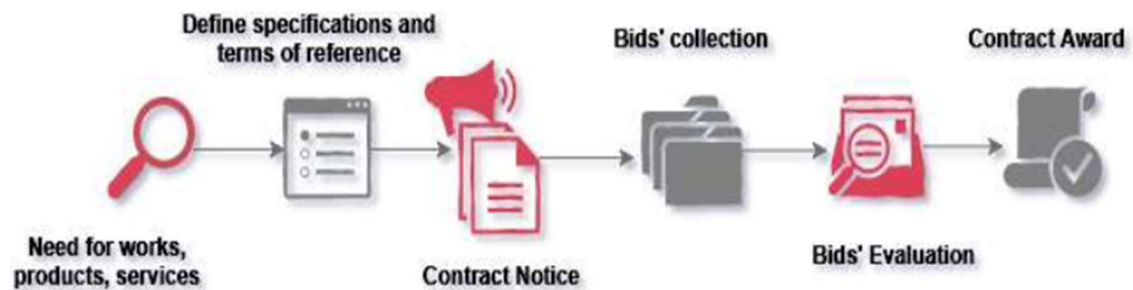 Need for works,
products, services
Define specifications and
terms of reference
Contract Notice
Bids' collection
Bids' Evaluation
Contract Award